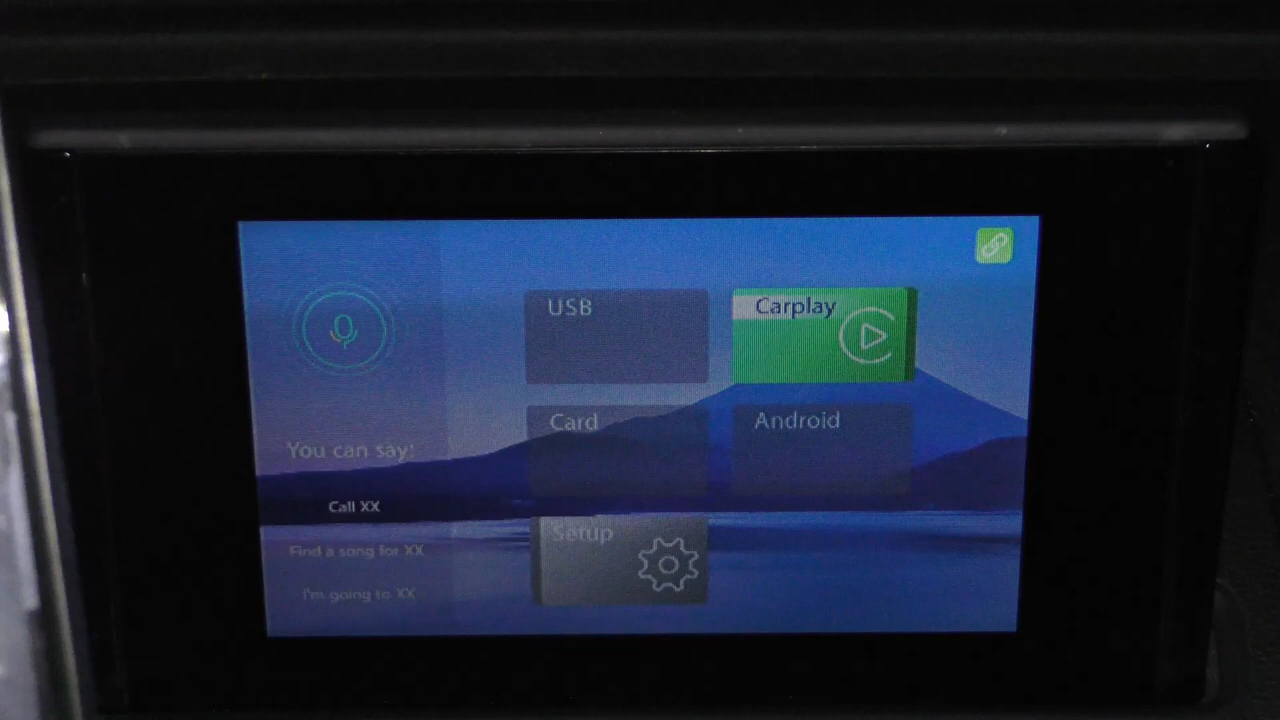 USB
Carplay
Card
Android
Setup
You can say:
Call XX
Find a song for XX
I'm going to XX